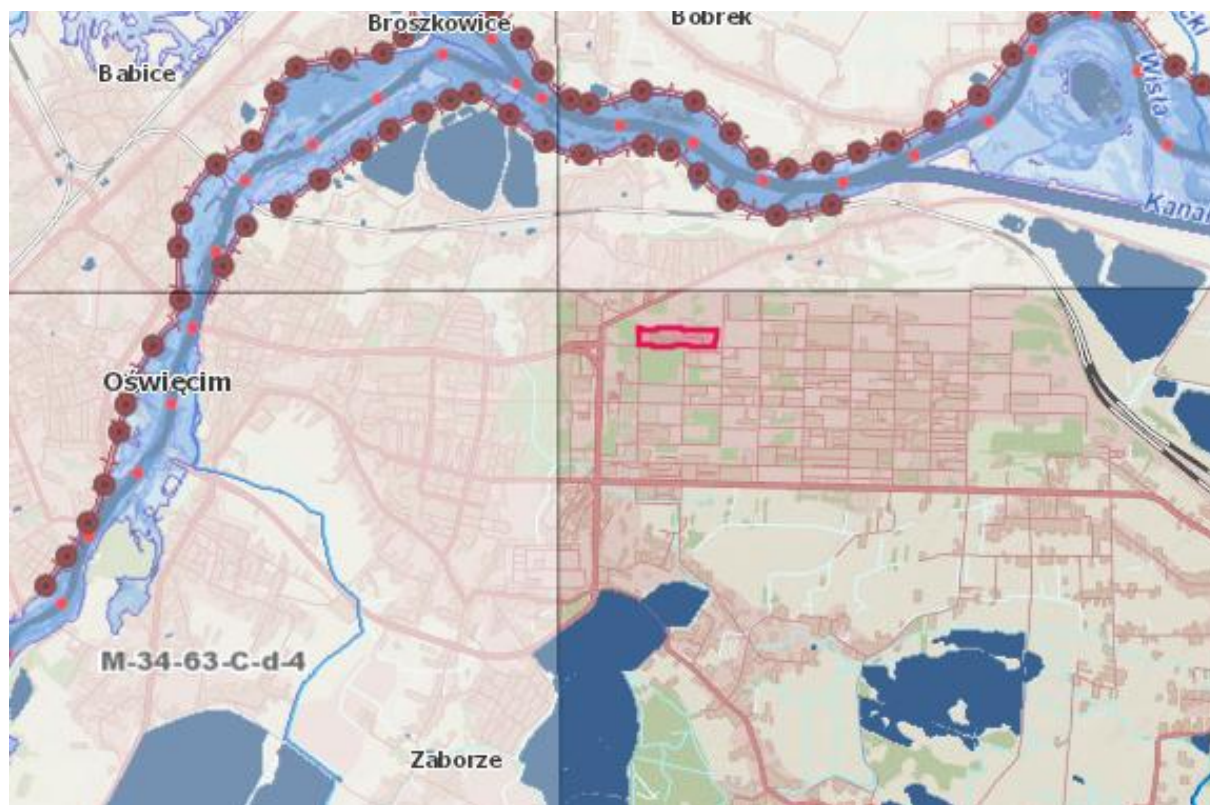 Broszkowice
Bobrek
Babice
Wisła
Kanał
Oświęcim
M-34-63-C-d-4
Zaborze